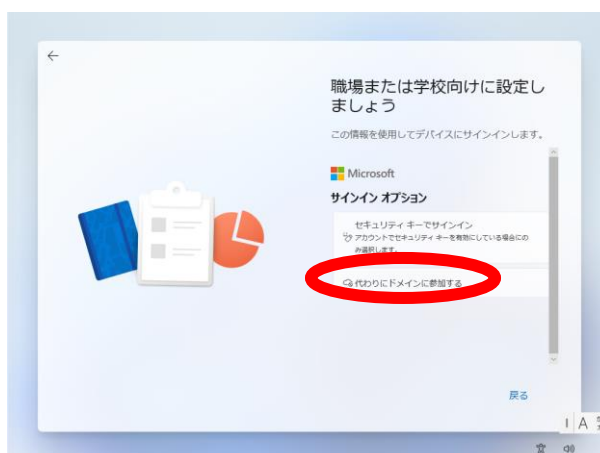 職場または学校向けに設定し
ましょう
この情報を使用してデバイスにサインインします。
Microsoft
サインイン オプション
セキュリティ キーでサインイン
アカウントでセキュリティ キーを有効にしている場合にの
み選択します。
代わりにドメインに参加する
戻る
A